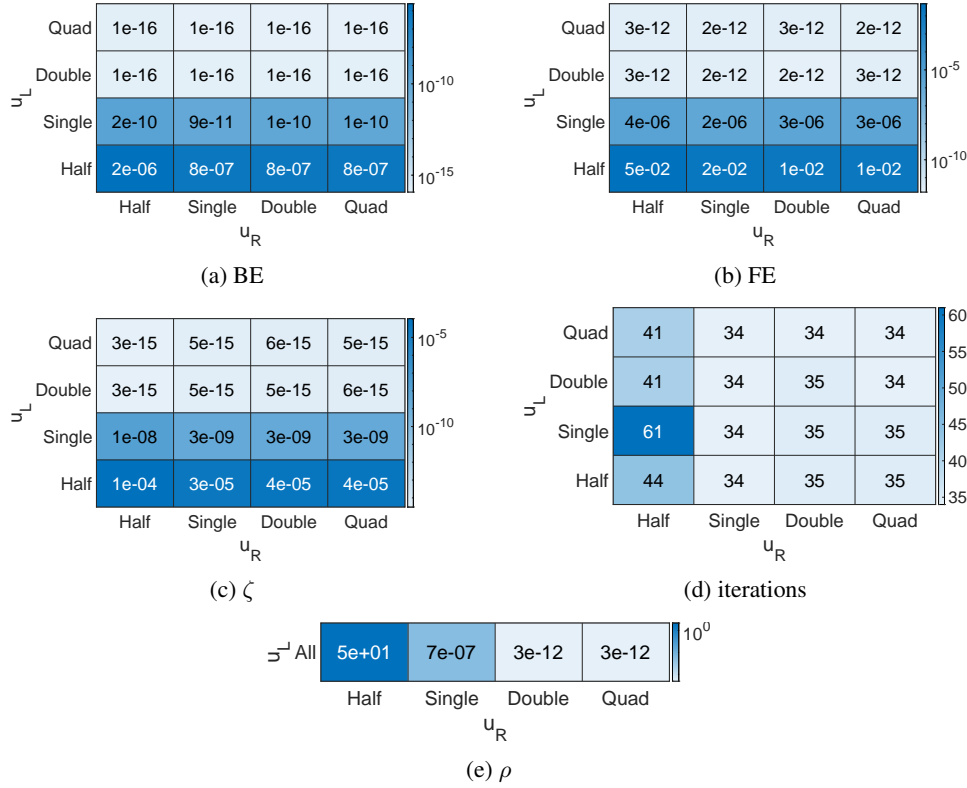 Quad 1e-16 1e-16 1e-16 1e-16
Double 1e-16 1e-16 1e-16 1e-16 10^-10
u_L
Single 2e-10 9e-11 1e-10 1e-10
Half 2e-06 8e-07 8e-07 8e-07 10^-15
Half Single Double Quad
u_R
(a) BE
Quad 3e-12 2e-12 3e-12 2e-12
Double 3e-12 2e-12 2e-12 3e-12 10^-5
u_L
Single 4e-06 2e-06 3e-06 3e-06
Half 5e-02 2e-02 1e-02 1e-02 10^-10
Half Single Double Quad
u_R
(b) FE
Quad 3e-15 5e-15 6e-15 5e-15 10^-5
Double 3e-15 5e-15 5e-15 6e-15
u_L
Single 1e-08 3e-09 3e-09 3e-09 10^-10
Half 1e-04 3e-05 4e-05 4e-05
Half Single Double Quad
u_R
(c) ζ
60
Quad 41 34 34 34 55
Double 41 34 35 34 50
u_L
45
Single 61 34 35 35 40
Half 44 34 35 35 35
Half Single Double Quad
u_R
(d) iterations
u_L All 5e+01 7e-07 3e-12 3e-12 10^0
Half Single Double Quad
u_R
(e) ρ